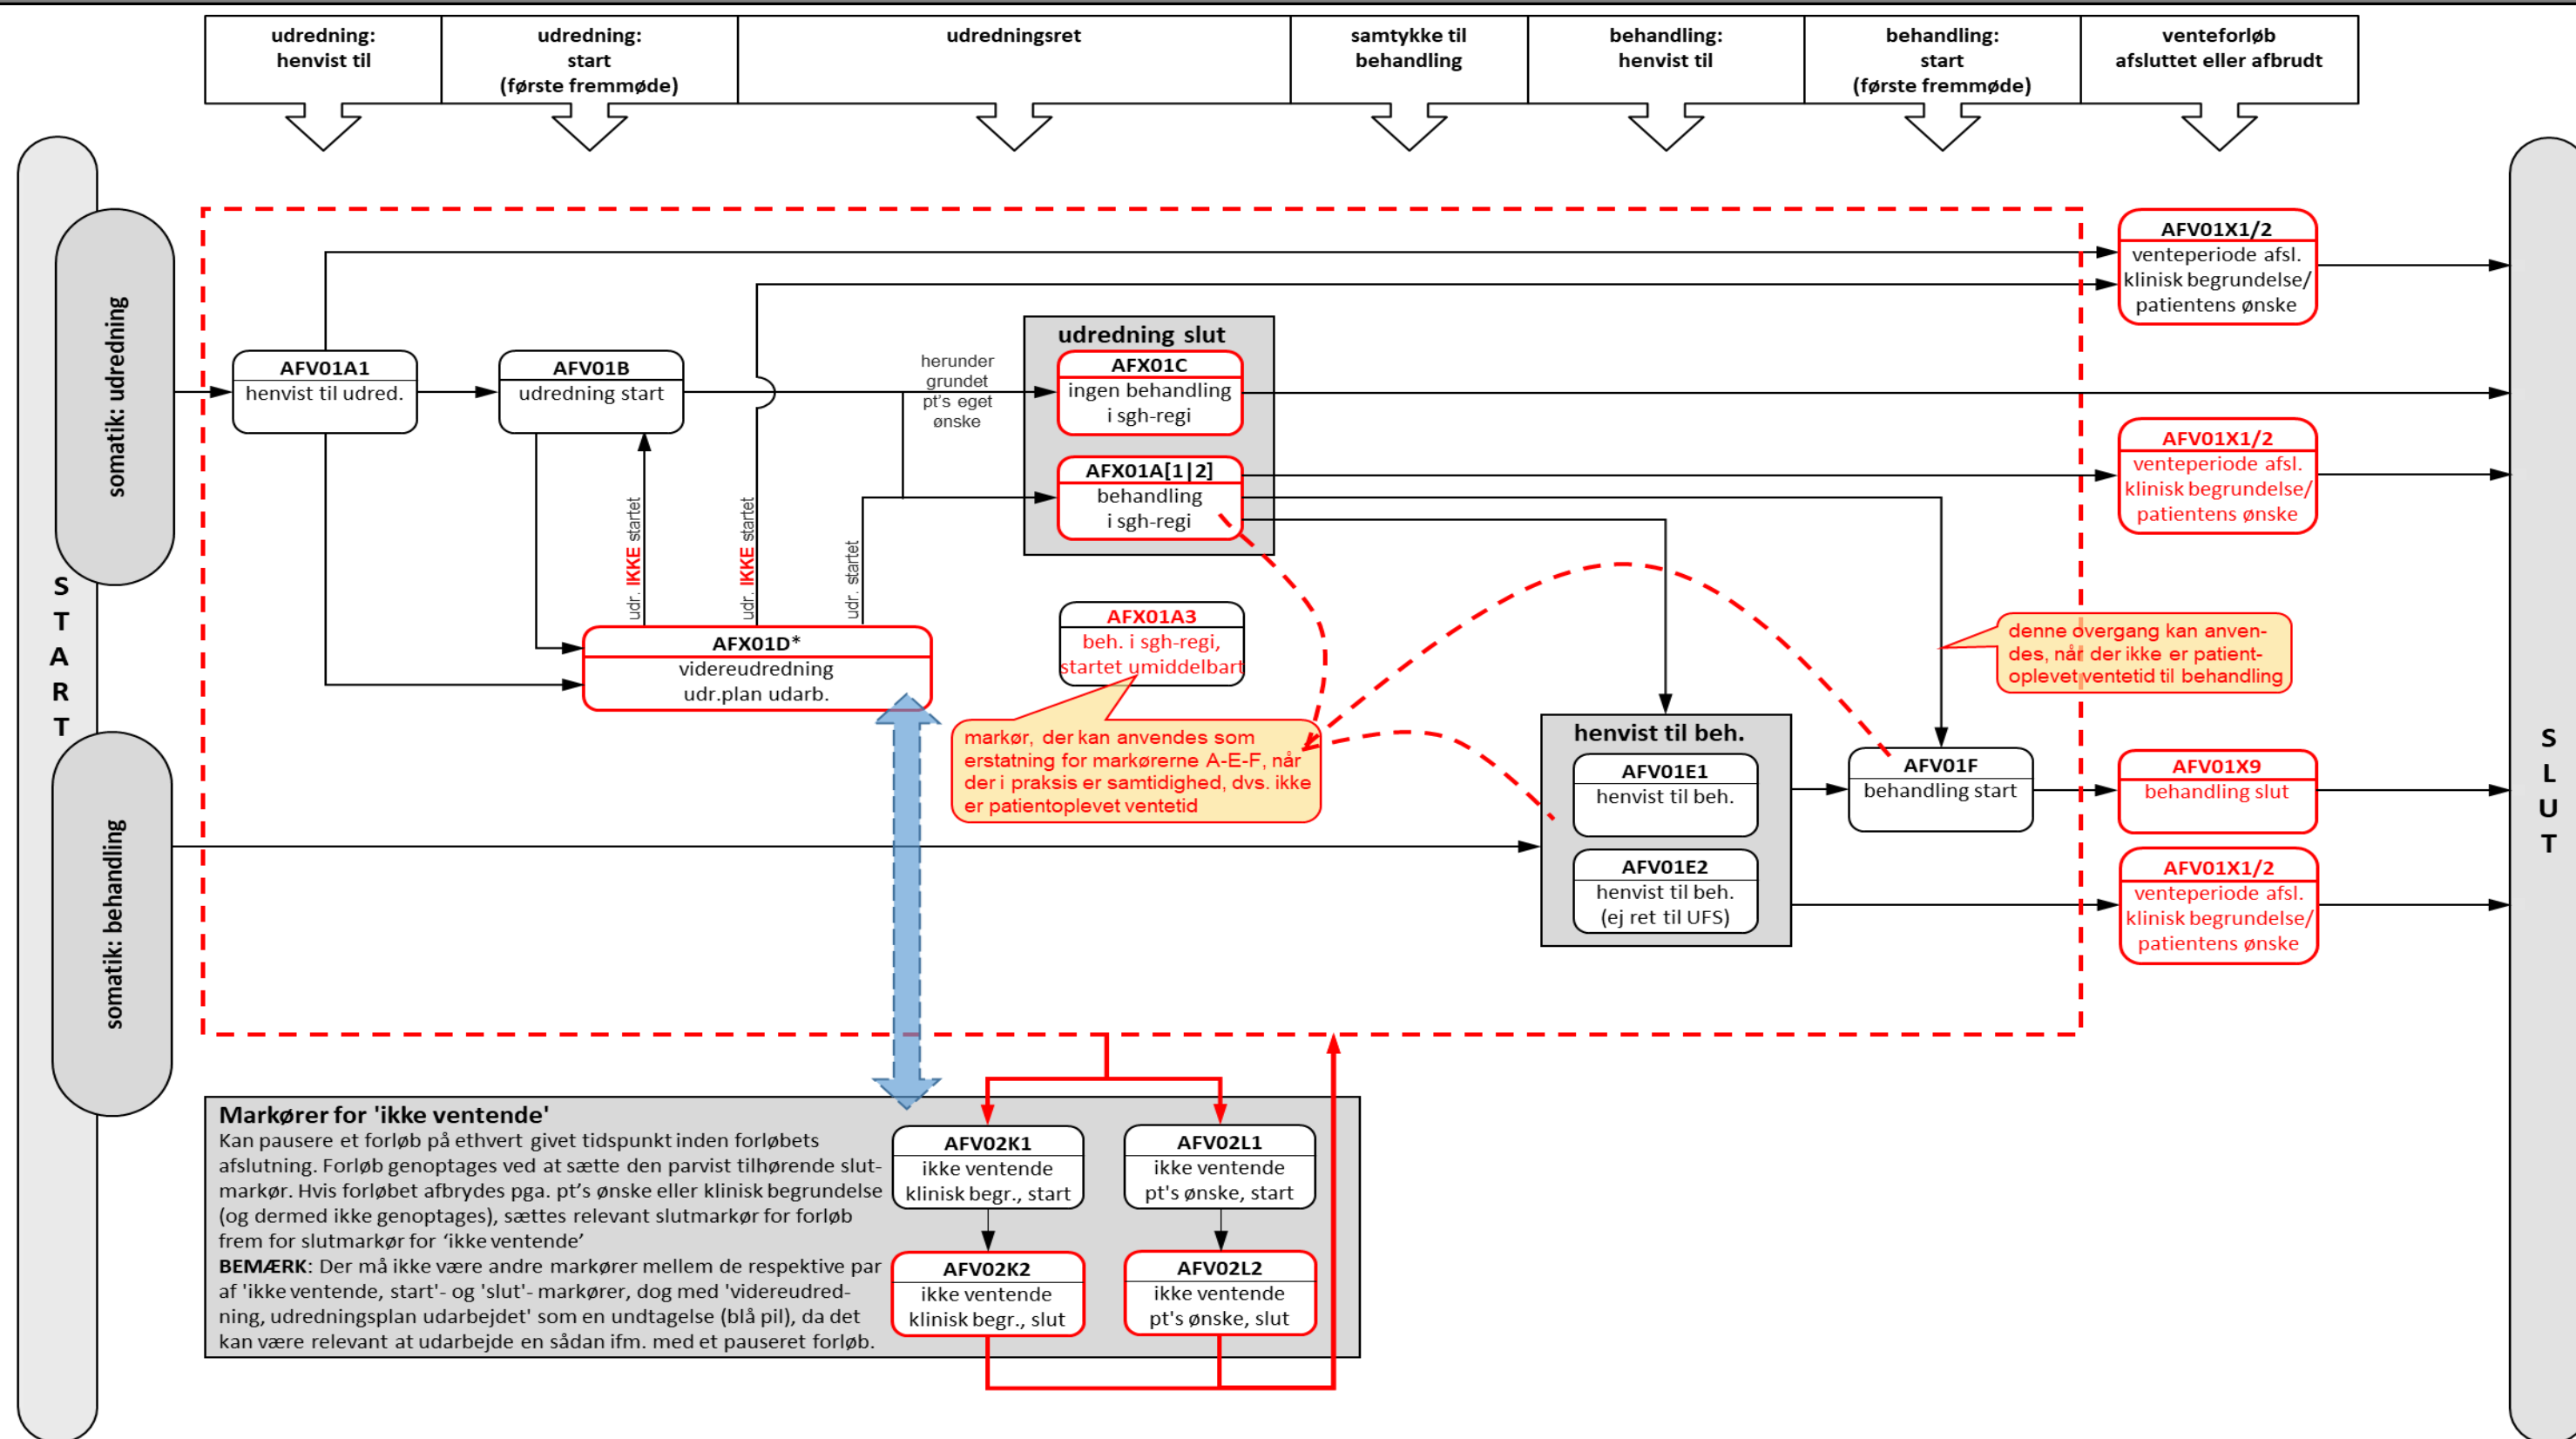 udredning:
henvist til
udredning:
start
(første fremmøde)
udredningsret
samtykke til
behandling
behandling:
henvist til
behandling:
start
(første fremmøde)
venteforløb
afsluttet eller afbrudt
START
somatik: udredning
somatik: behandling
AFV01A1
henvist til udred.
AFV01B
udredning start
herunder
grundet
pt's eget
ønske
udredning slut
AFX01C
ingen behandling
i sgh-regi
AFX01A[1|2]
behandling
i sgh-regi
AFV01X1/2
venteperiode afsl.
klinisk begrundelse/
patientens ønske
AFV01X1/2
venteperiode afsl.
klinisk begrundelse/
patientens ønske
udr. IKKE startet
udr. IKKE startet
udr. startet
AFX01D*
videreudredning
udr.plan udarb.
AFX01A3
beh. i sgh-regi,
startet umiddelbart
markør, der kan anvendes som
erstatning for markørerne A-E-F, når
der i praksis er samtidighed, dvs. ikke
er patientoplevet ventetid
denne overgang kan anven-
des, når der ikke er patient-
oplevet ventetid til behandling
henvist til beh.
AFV01E1
henvist til beh.
AFV01E2
henvist til beh.
(ej ret til UFS)
AFV01F
behandling start
AFV01X9
behandling slut
AFV01X1/2
venteperiode afsl.
klinisk begrundelse/
patientens ønske
SLUT
Markører for 'ikke ventende'
Kan pausere et forløb på ethvert givet tidspunkt inden forløbets
afslutning. Forløb genoptages ved at sætte den parvist tilhørende slut-
markør. Hvis forløbet afbrydes pga. pt’s ønske eller klinisk begrundelse
(og dermed ikke genoptages), sættes relevant slutmarkør for forløb
frem for slutmarkør for ‘ikke ventende’
BEMÆRK: Der må ikke være andre markører mellem de respektive par
af 'ikke ventende, start'- og 'slut'- markører, dog med 'videreudred-
ning, udredningsplan udarbejdet' som en undtagelse (blå pil), da det
kan være relevant at udarbejde en sådan ifm. med et pauseret forløb.
AFV02K1
ikke ventende
klinisk begr., start
AFV02L1
ikke ventende
pt's ønske, start
AFV02K2
ikke ventende
klinisk begr., slut
AFV02L2
ikke ventende
pt's ønske, slut